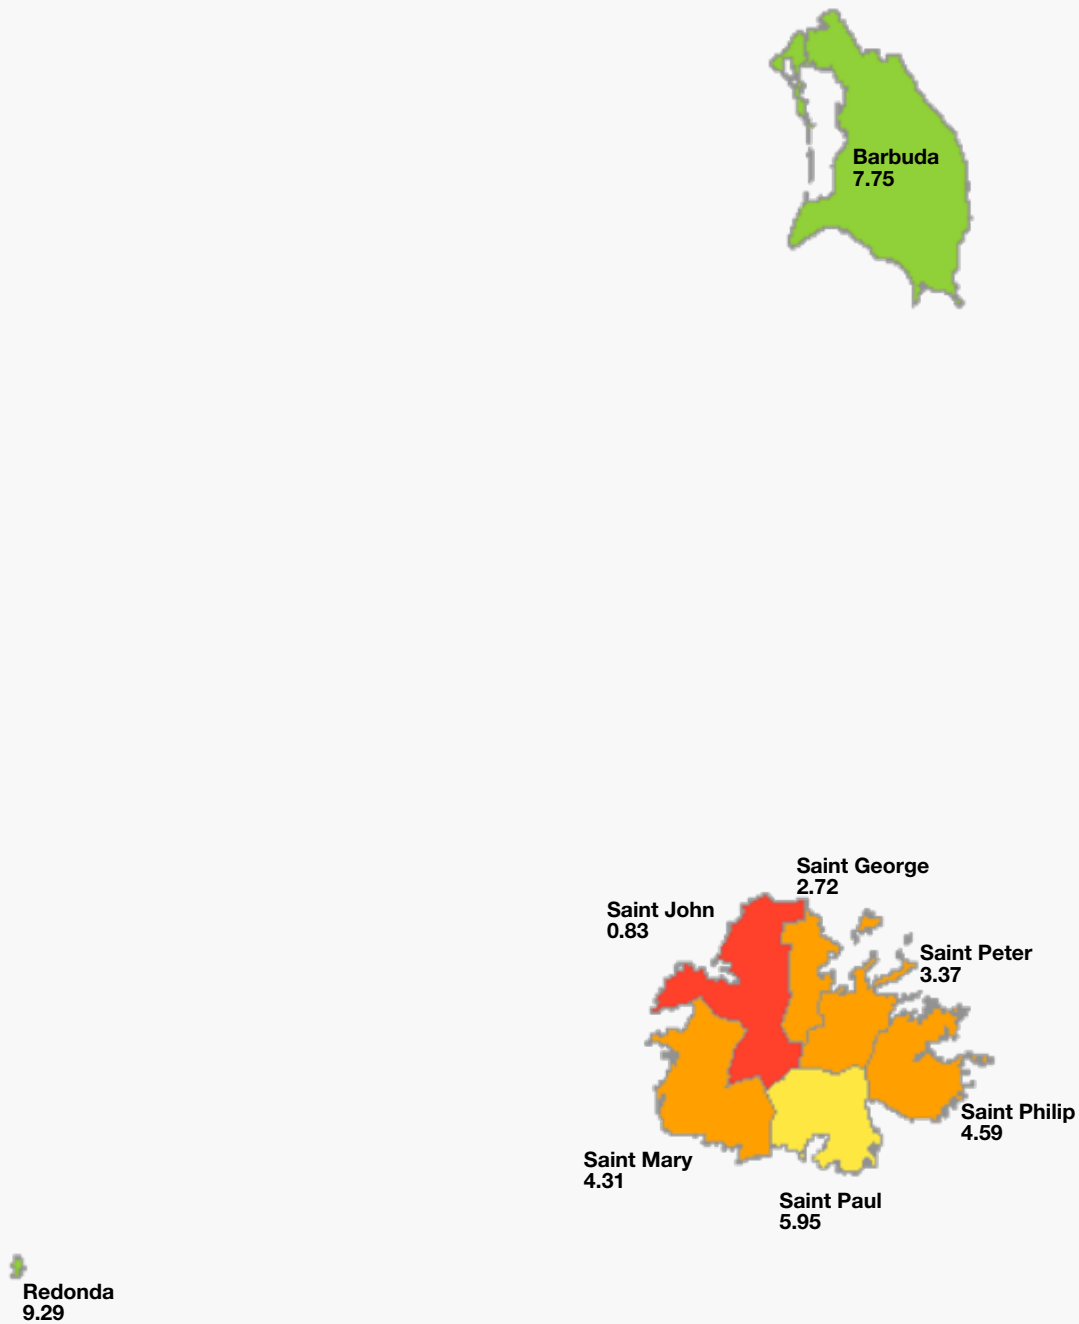 Barbuda
7.75
Saint George
2.72
Saint John
0.83
Saint Peter
3.37
Saint Philip
4.59
Saint Mary
4.31
Saint Paul
5.95
Redonda
9.29